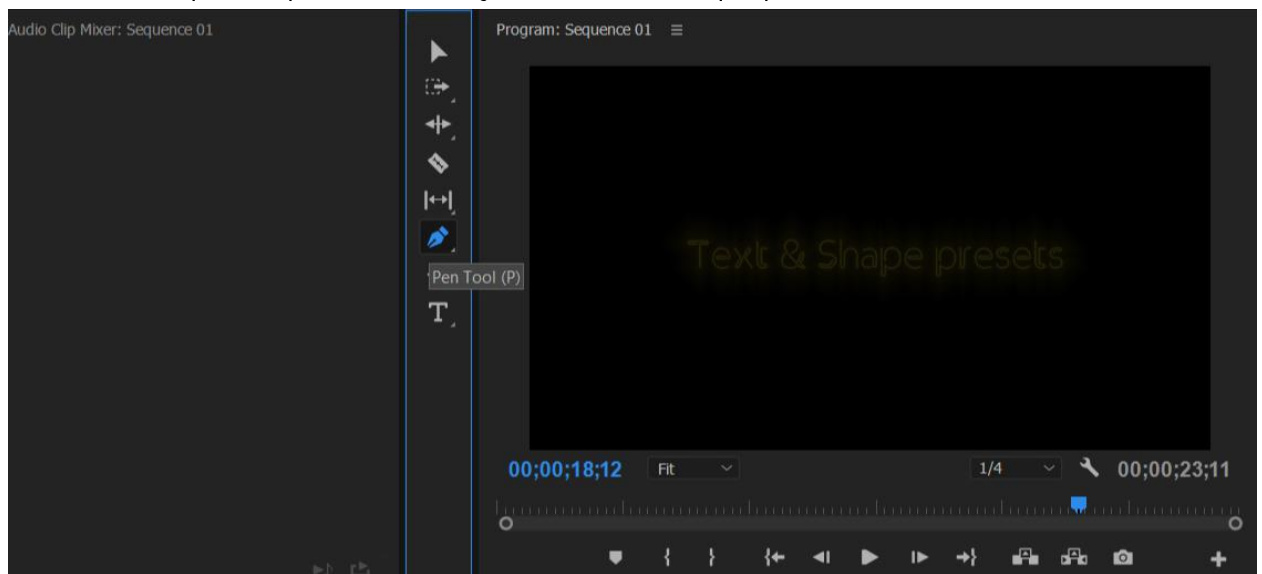 Audio Clip Mixer: Sequence 01
Program: Sequence 01
Text & Shape presets
Pen Tool (P)
T
00;00;18;12 Fit 1/4 00;00;23;11